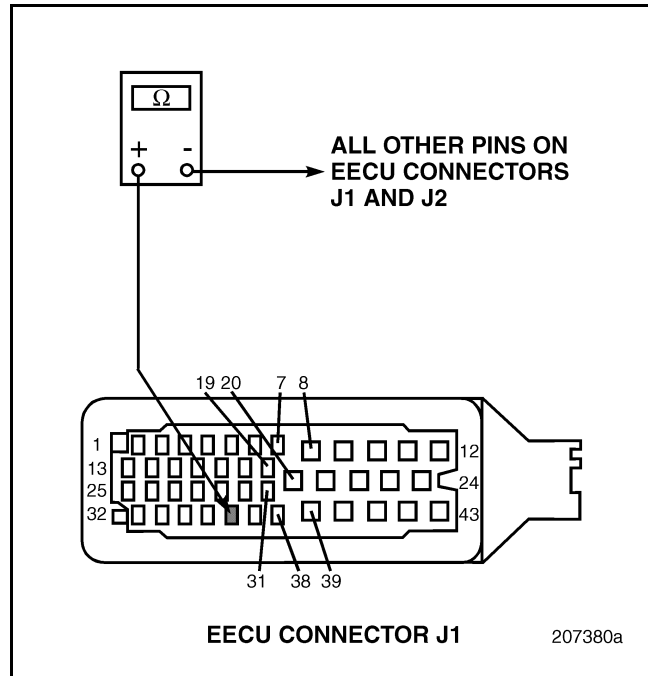 Ω
+ -
ALL OTHER PINS ON
EECU CONNECTORS
J1 AND J2
19 20 7 8
1 12
13 24
25
32 43
31 38 39
EECU CONNECTOR J1
207380a